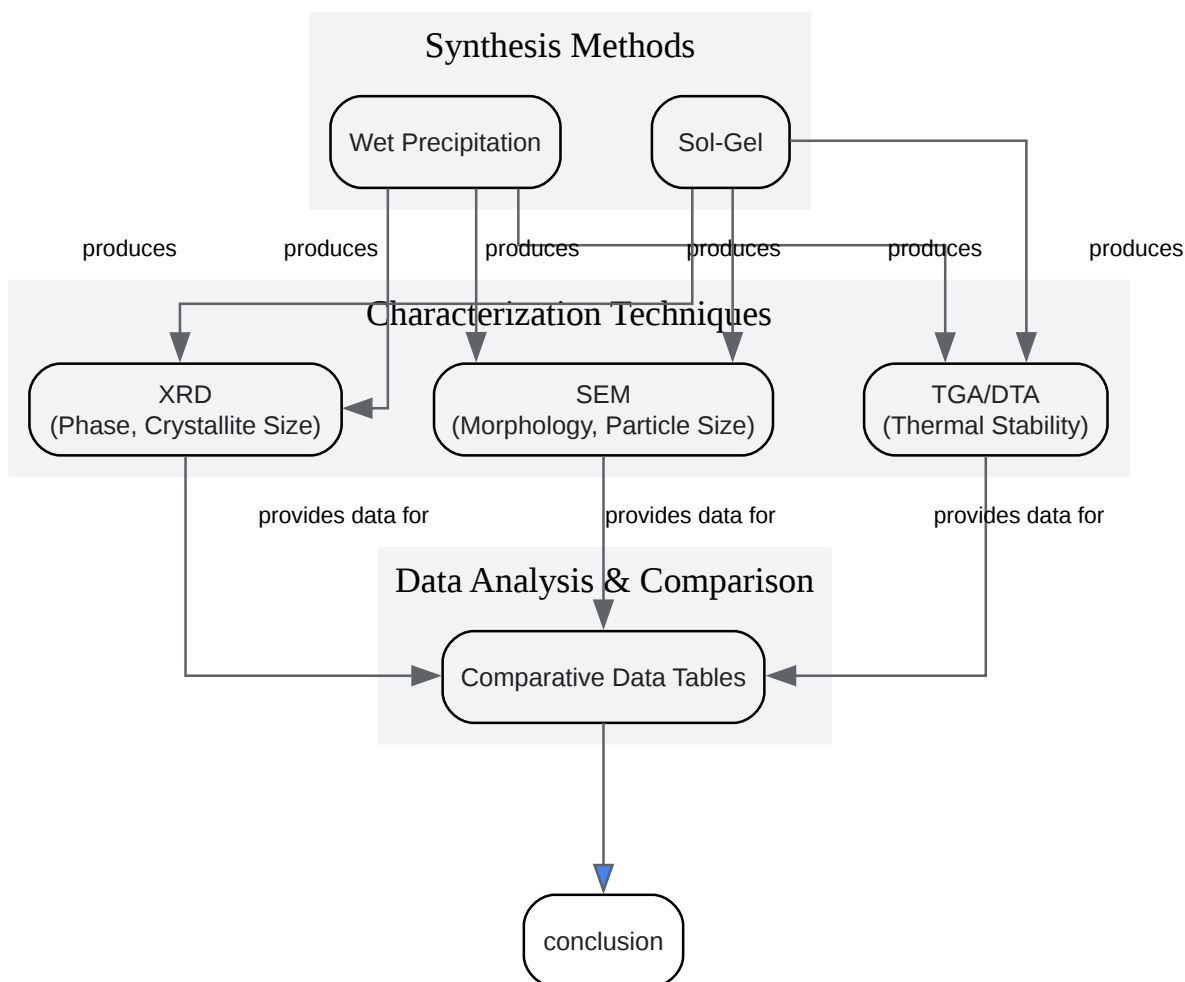 Synthesis Methods
Wet Precipitation
Sol-Gel
produces
produces
produces
produces
produces
produces
Characterization Techniques
XRD
(Phase, Crystallite Size)
SEM
(Morphology, Particle Size)
TGA/DTA
(Thermal Stability)
provides data for
provides data for
provides data for
Data Analysis & Comparison
Comparative Data Tables
conclusion